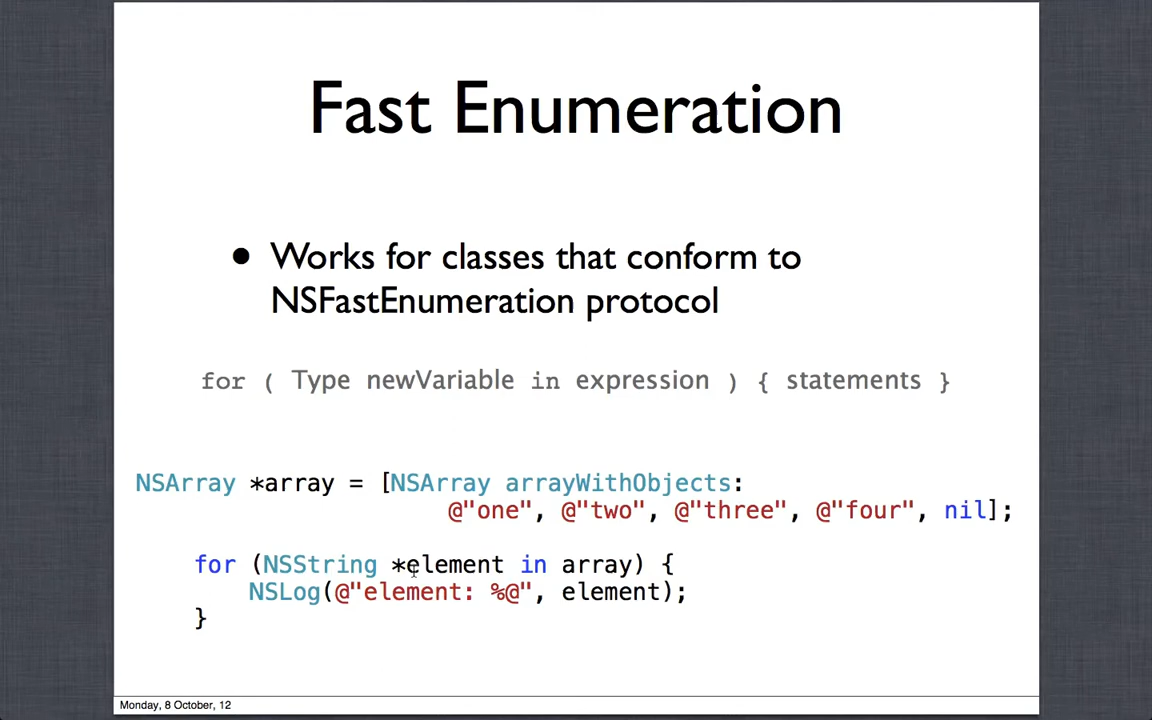 Fast Enumeration
• Works for classes that conform to
NSFastEnumeration protocol
for ( Type newVariable in expression ) { statements }
NSArray *array = [NSArray arrayWithObjects:
@"one", @"two", @"three", @"four", nil];
for (NSString *element in array) {
NSLog(@"element: %@", element);
}
Monday, 8 October, 12